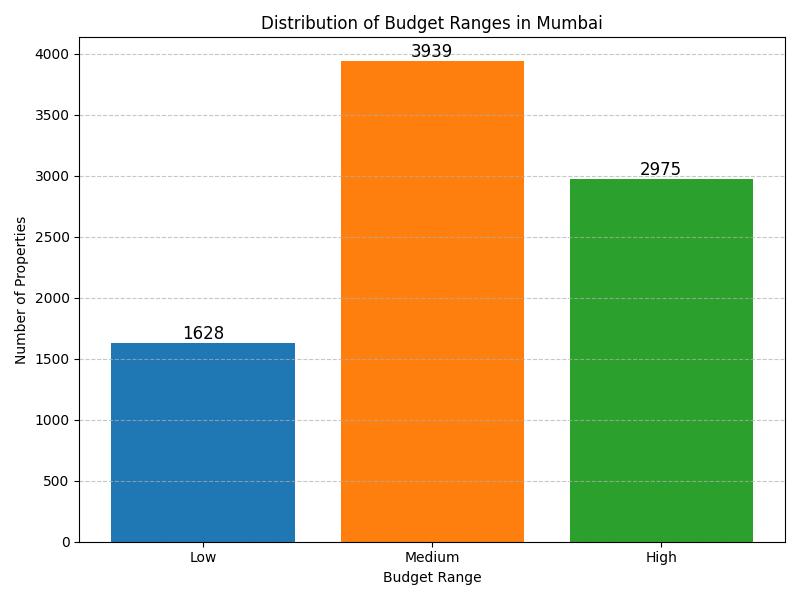 Distribution of Budget Ranges in Mumbai
Number of Properties
4000
3500
3000
2500
2000
1500
1000
500
0
1628
3939
2975
Low
Medium
High
Budget Range